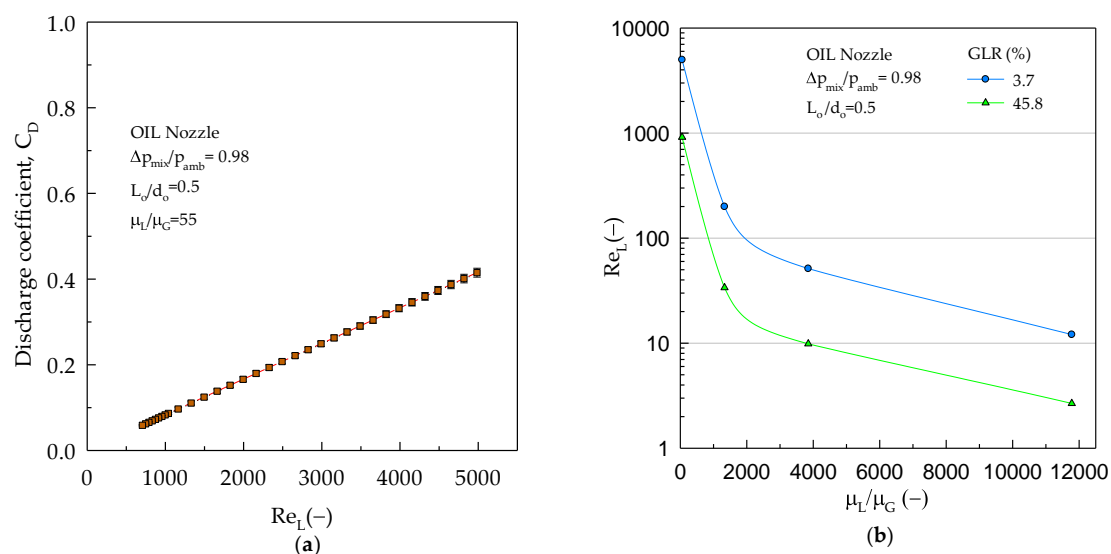 1.0
0.8
0.6
0.4
0.2
0.0
Discharge coefficient, C_D
OIL Nozzle
Δp_mix/p_amb= 0.98
L_o/d_o=0.5
μ_L/μ_G=55
0 1000 2000 3000 4000 5000
Re_L(−)
(a)
10000
1000
100
10
1
Re_L(−)
OIL Nozzle
Δp_mix/p_amb= 0.98
L_o/d_o=0.5
GLR (%)
3.7
45.8
0 2000 4000 6000 8000 10000 12000
μ_L/μ_G (−)
(b)